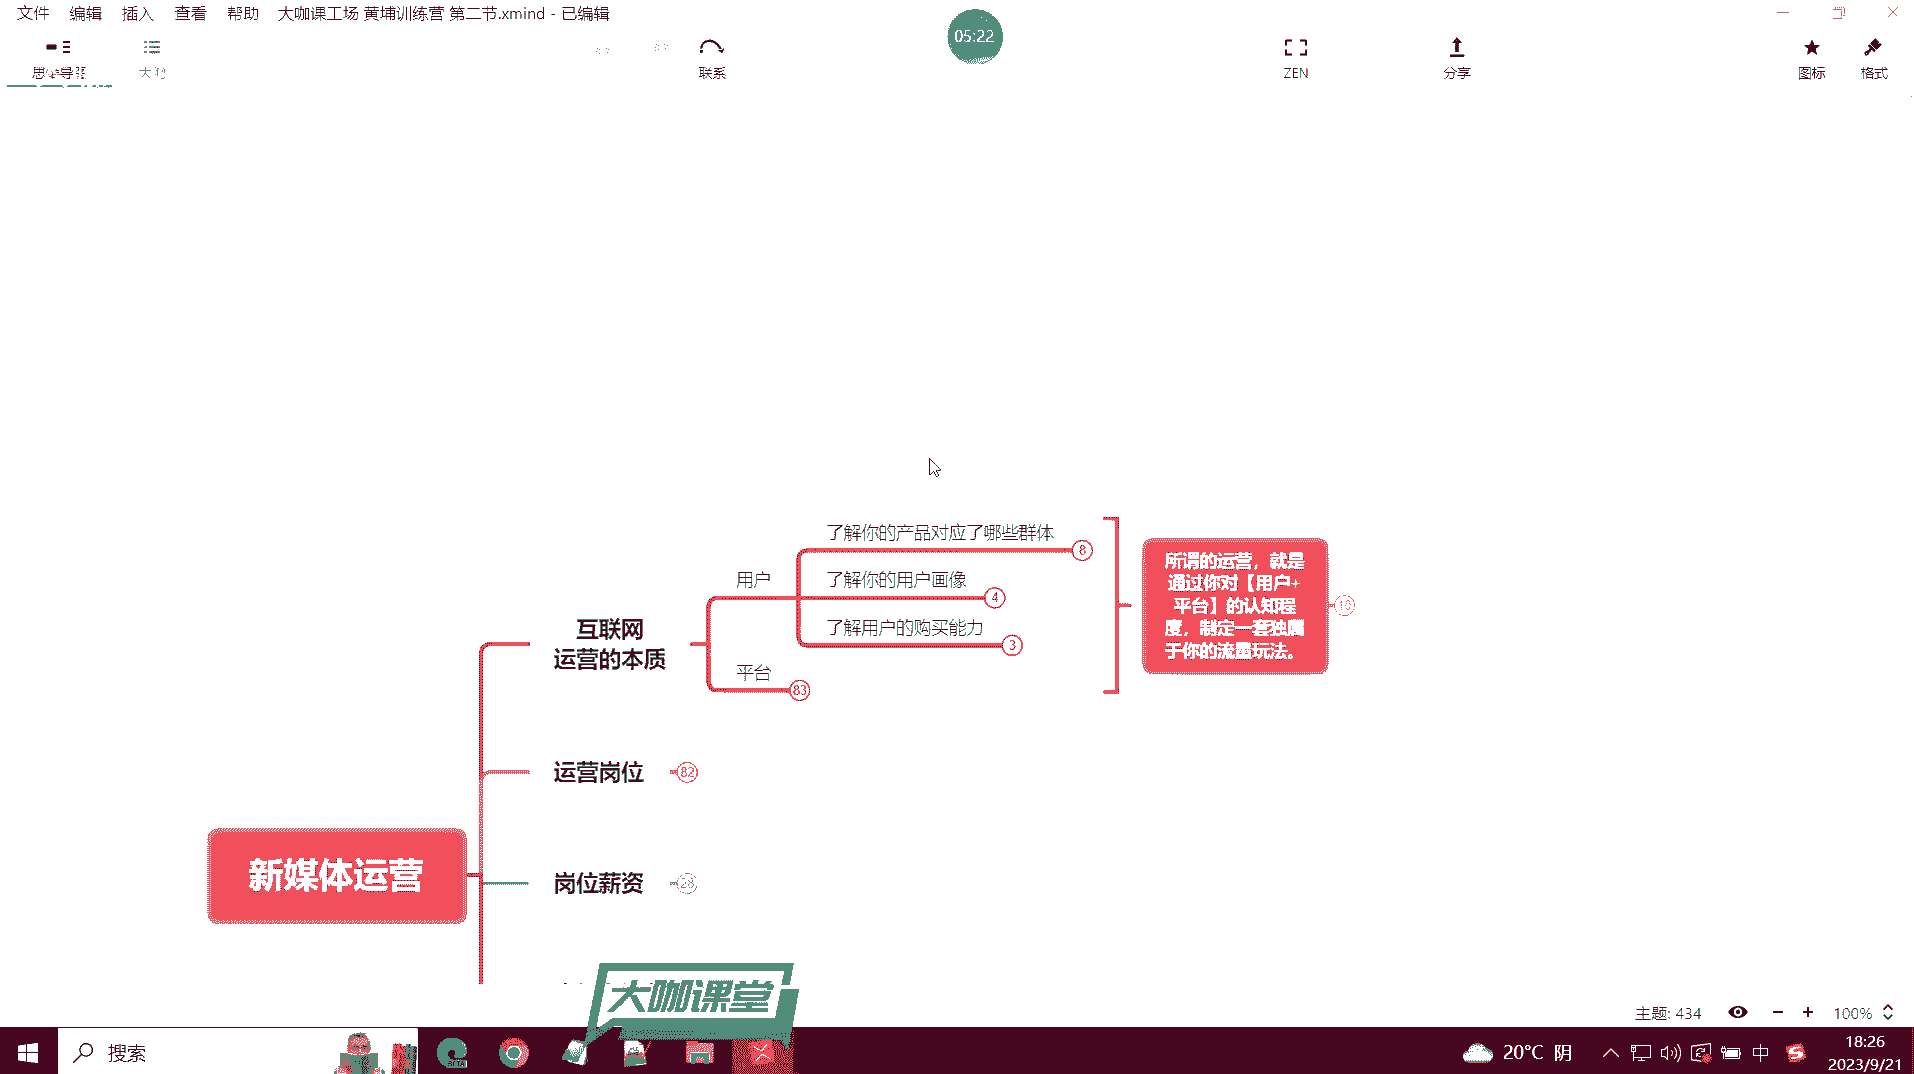 文件 编辑 插入 查看 帮助 大咖课工场 黄埔训练营 第二节.xmind - 已编辑
05:22
思维导图
联系
ZEN
分享
图标
格式
了解你的产品对应了哪些群体
8
用户
了解你的用户画像
4
了解用户的购买能力
3
平台
83
互联网
运营的本质
所谓的运营，就是
通过你对【用户+
平台】的认知程
度，制定一套独属
于你的流量玩法。
运营岗位
82
新媒体运营
岗位薪资
28
大咖课堂
主题: 434
100%
搜索
BETA
20°C 阴
中
18:26
2023/9/21